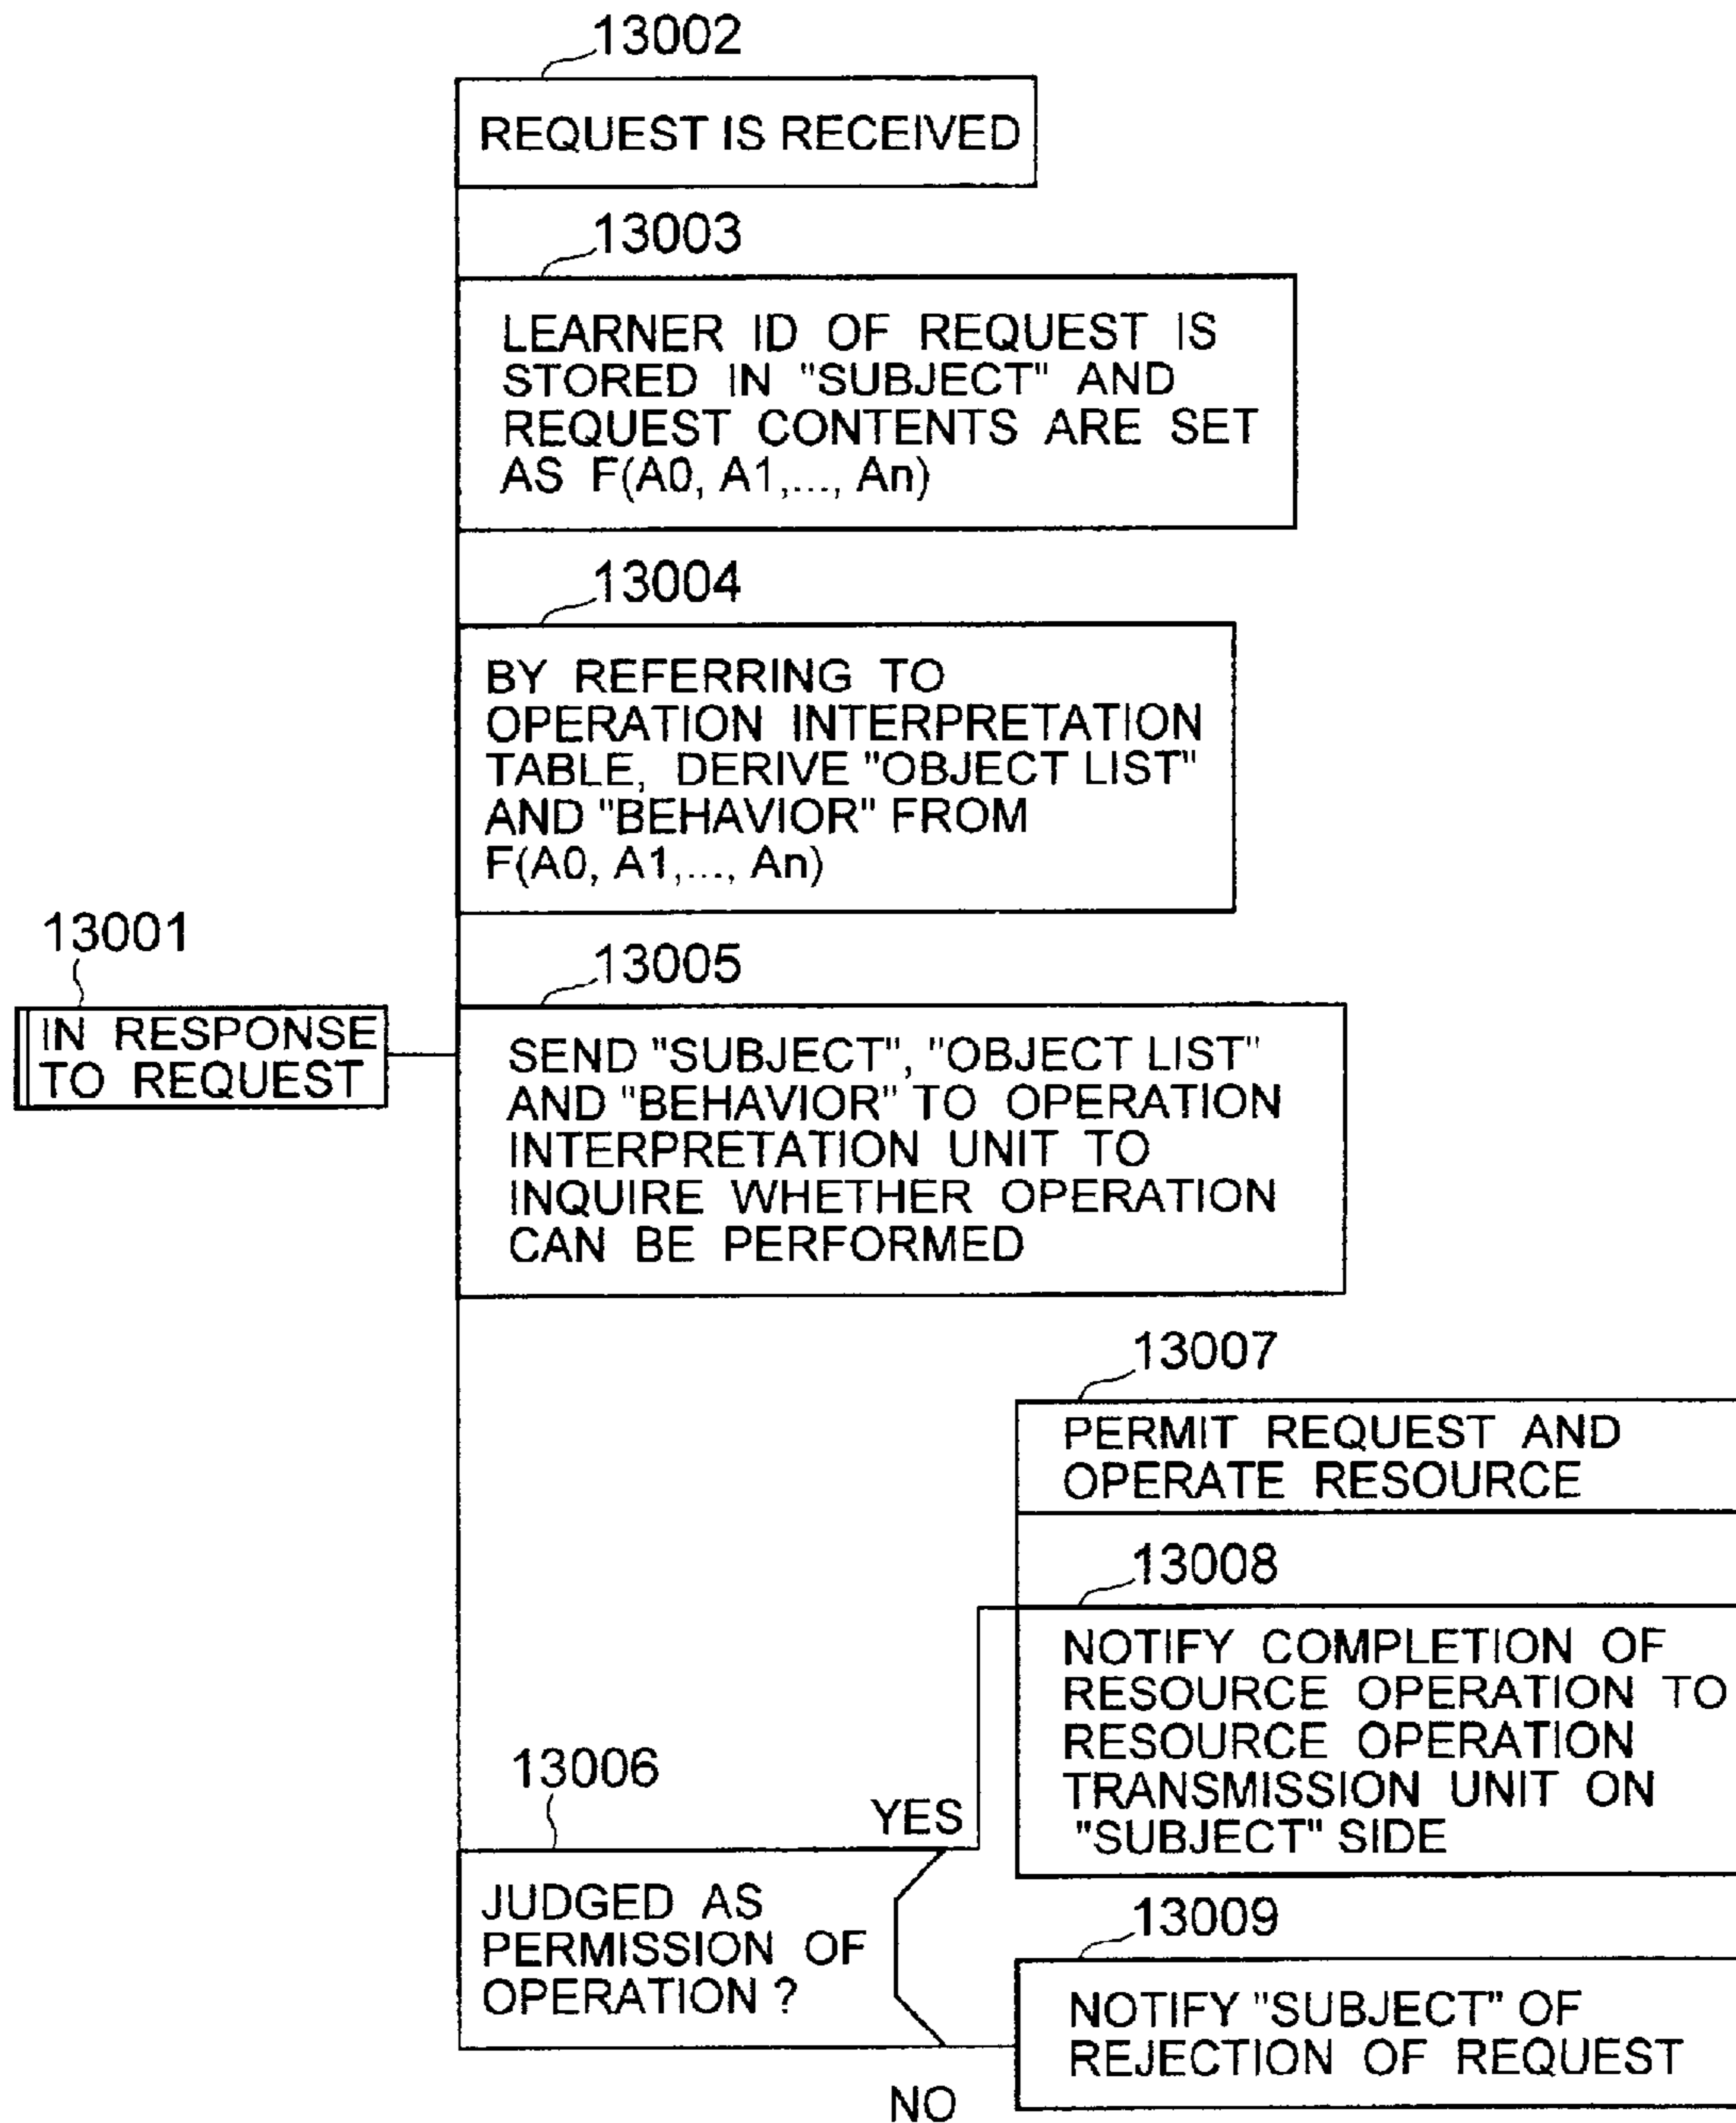 13002
REQUEST IS RECEIVED
13003
LEARNER ID OF REQUEST IS
STORED IN "SUBJECT" AND
REQUEST CONTENTS ARE SET
AS F(A0, A1,..., An)
13004
BY REFERRING TO
OPERATION INTERPRETATION
TABLE, DERIVE "OBJECT LIST"
AND "BEHAVIOR" FROM
F(A0, A1,..., An)
13001
IN RESPONSE
TO REQUEST
13005
SEND "SUBJECT", "OBJECT LIST"
AND "BEHAVIOR" TO OPERATION
INTERPRETATION UNIT TO
INQUIRE WHETHER OPERATION
CAN BE PERFORMED
13007
PERMIT REQUEST AND
OPERATE RESOURCE
13008
NOTIFY COMPLETION OF
RESOURCE OPERATION TO
RESOURCE OPERATION
TRANSMISSION UNIT ON
"SUBJECT" SIDE
13006
YES
JUDGED AS
PERMISSION OF
OPERATION ?
13009
NOTIFY "SUBJECT" OF
REJECTION OF REQUEST
NO